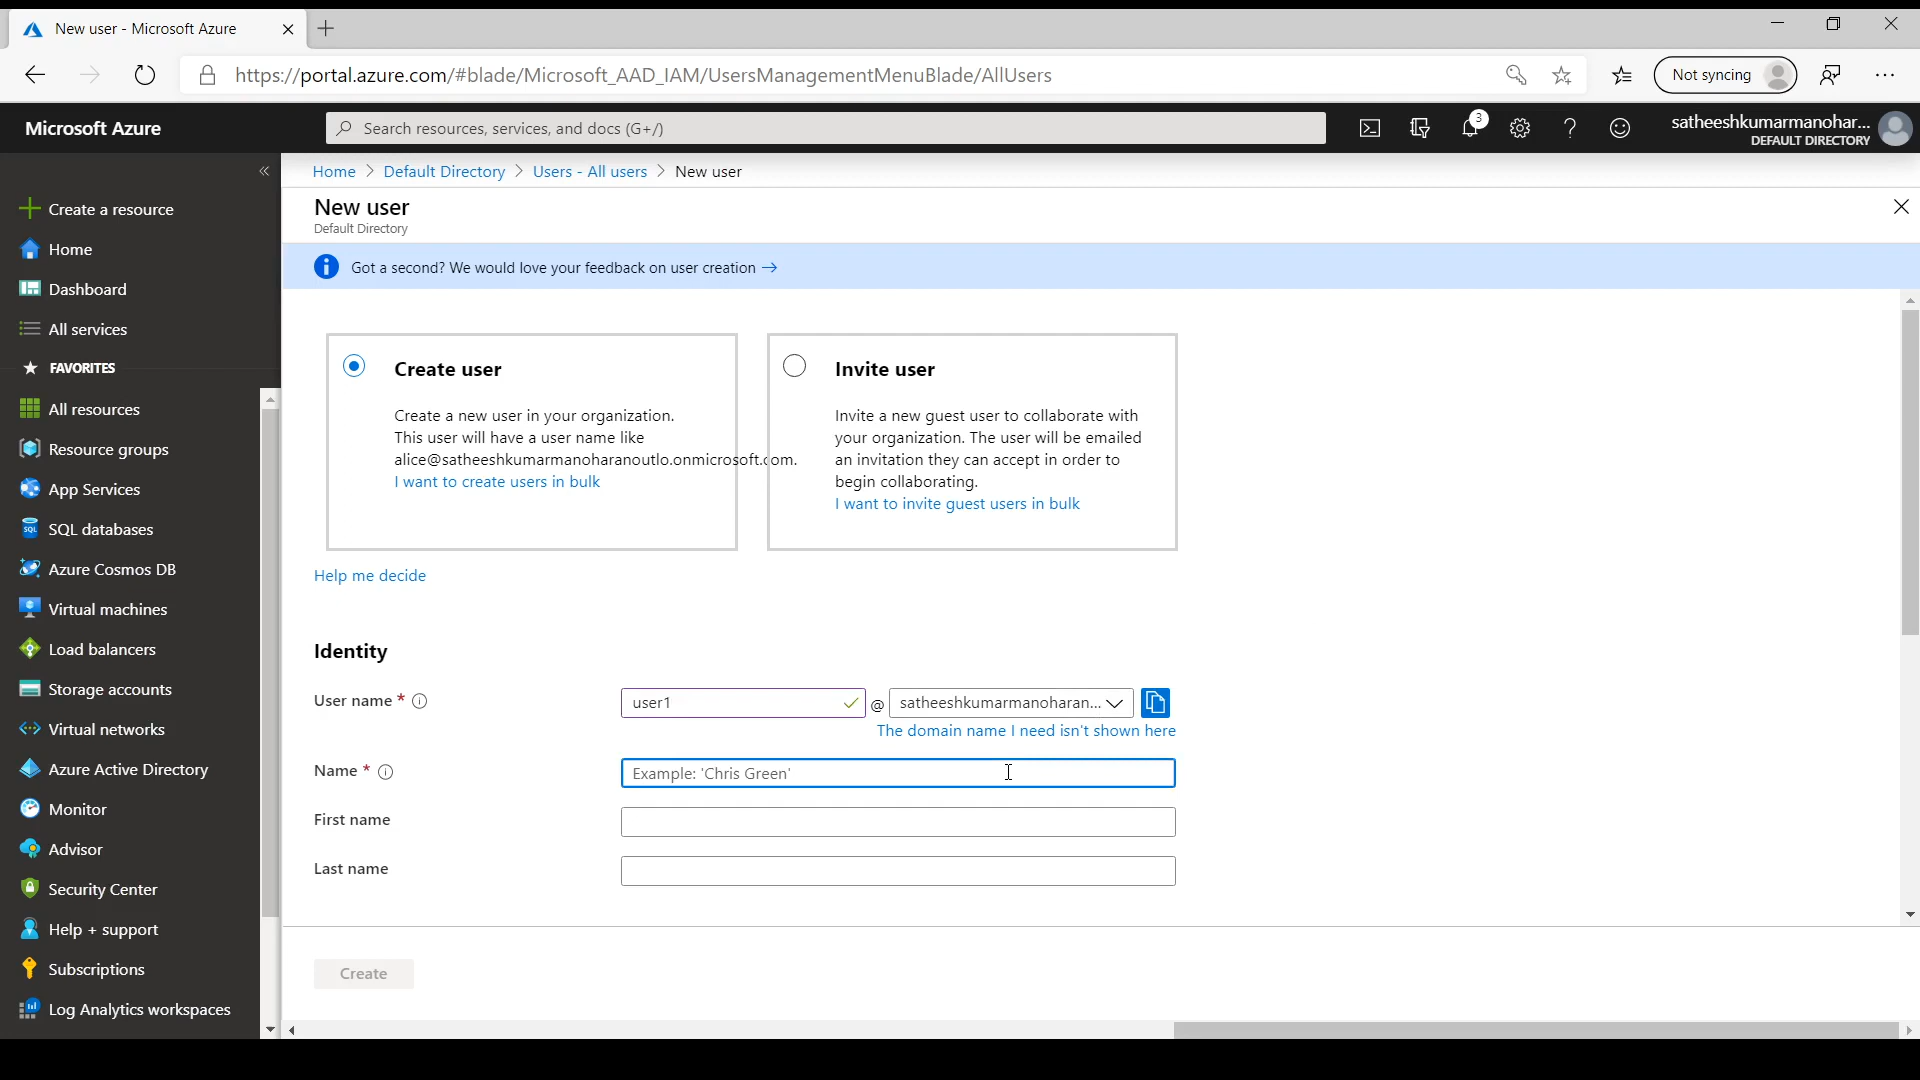 New user - Microsoft Azure
https://portal.azure.com/#blade/Microsoft_AAD_IAM/UsersManagementMenuBlade/AllUsers
Not syncing
Microsoft Azure
Search resources, services, and docs (G+/)
3
satheeshkumarmanohar...
DEFAULT DIRECTORY
Create a resource
Home
Dashboard
All services
FAVORITES
All resources
Resource groups
App Services
SQL databases
Azure Cosmos DB
Virtual machines
Load balancers
Storage accounts
Virtual networks
Azure Active Directory
Monitor
Advisor
Security Center
Help + support
Subscriptions
Log Analytics workspaces
Home > Default Directory > Users - All users > New user
New user
Default Directory
Got a second? We would love your feedback on user creation →
Create user
Create a new user in your organization.
This user will have a user name like
alice@satheeshkumarmanoharanoutlo.onmicrosoft.com.
I want to create users in bulk
Invite user
Invite a new guest user to collaborate with
your organization. The user will be emailed
an invitation they can accept in order to
begin collaborating.
I want to invite guest users in bulk
Help me decide
Identity
User name *
user1
@
satheeshkumarmanoharan...
The domain name I need isn't shown here
Name *
Example: 'Chris Green'
First name
Last name
Create